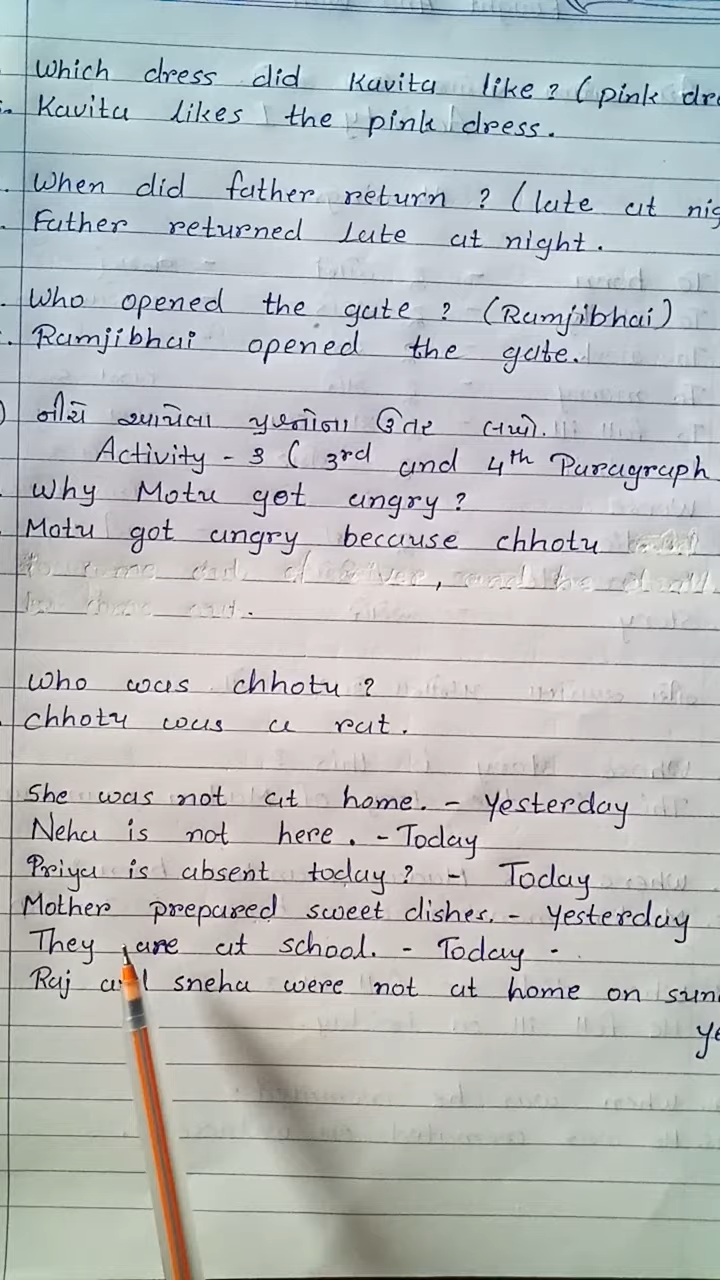 Which dress did Kavita like ? ( pink
Kavita likes the pink dress.
When did father return ? ( late at
Father returned late at night.
Who opened the gate ? (Ramjibhai)
Ramjibhai opened the gate.
નીચે આપેલા પ્રશ્નોના ઉત્તર લખો.
Activity - 3 ( 3rd and 4th Paragraph
Why Motu got angry ?
Motu got angry because chhotu
Who was chhotu ?
chhotu was a rat.
She was not at home. - Yesterday
Neha is not here. - Today
Priya is absent today ? - Today
Mother prepared sweet dishes. - Yesterday
They are at school. - Today -
Raj sneha were not at home on